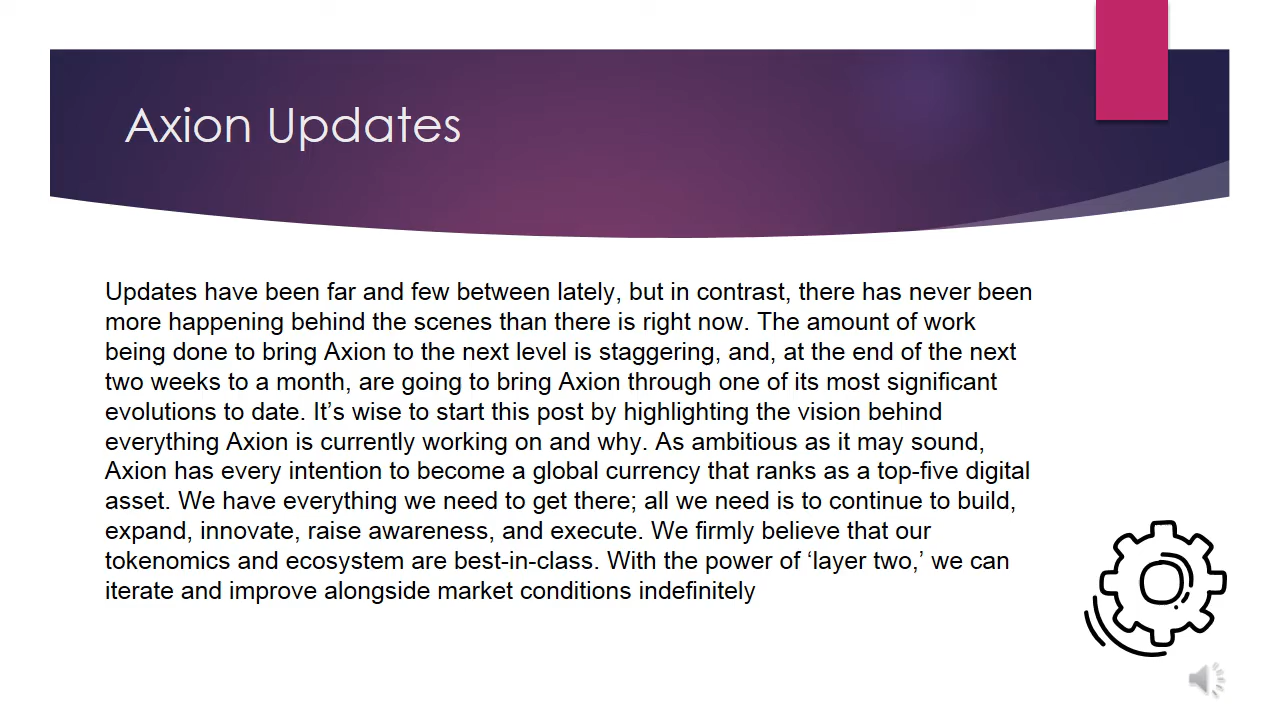 Axion Updates
Updates have been far and few between lately, but in contrast, there has never been
more happening behind the scenes than there is right now. The amount of work
being done to bring Axion to the next level is staggering, and, at the end of the next
two weeks to a month, are going to bring Axion through one of its most significant
evolutions to date. It’s wise to start this post by highlighting the vision behind
everything Axion is currently working on and why. As ambitious as it may sound,
Axion has every intention to become a global currency that ranks as a top-five digital
asset. We have everything we need to get there; all we need is to continue to build,
expand, innovate, raise awareness, and execute. We firmly believe that our
tokenomics and ecosystem are best-in-class. With the power of ‘layer two,’ we can
iterate and improve alongside market conditions indefinitely